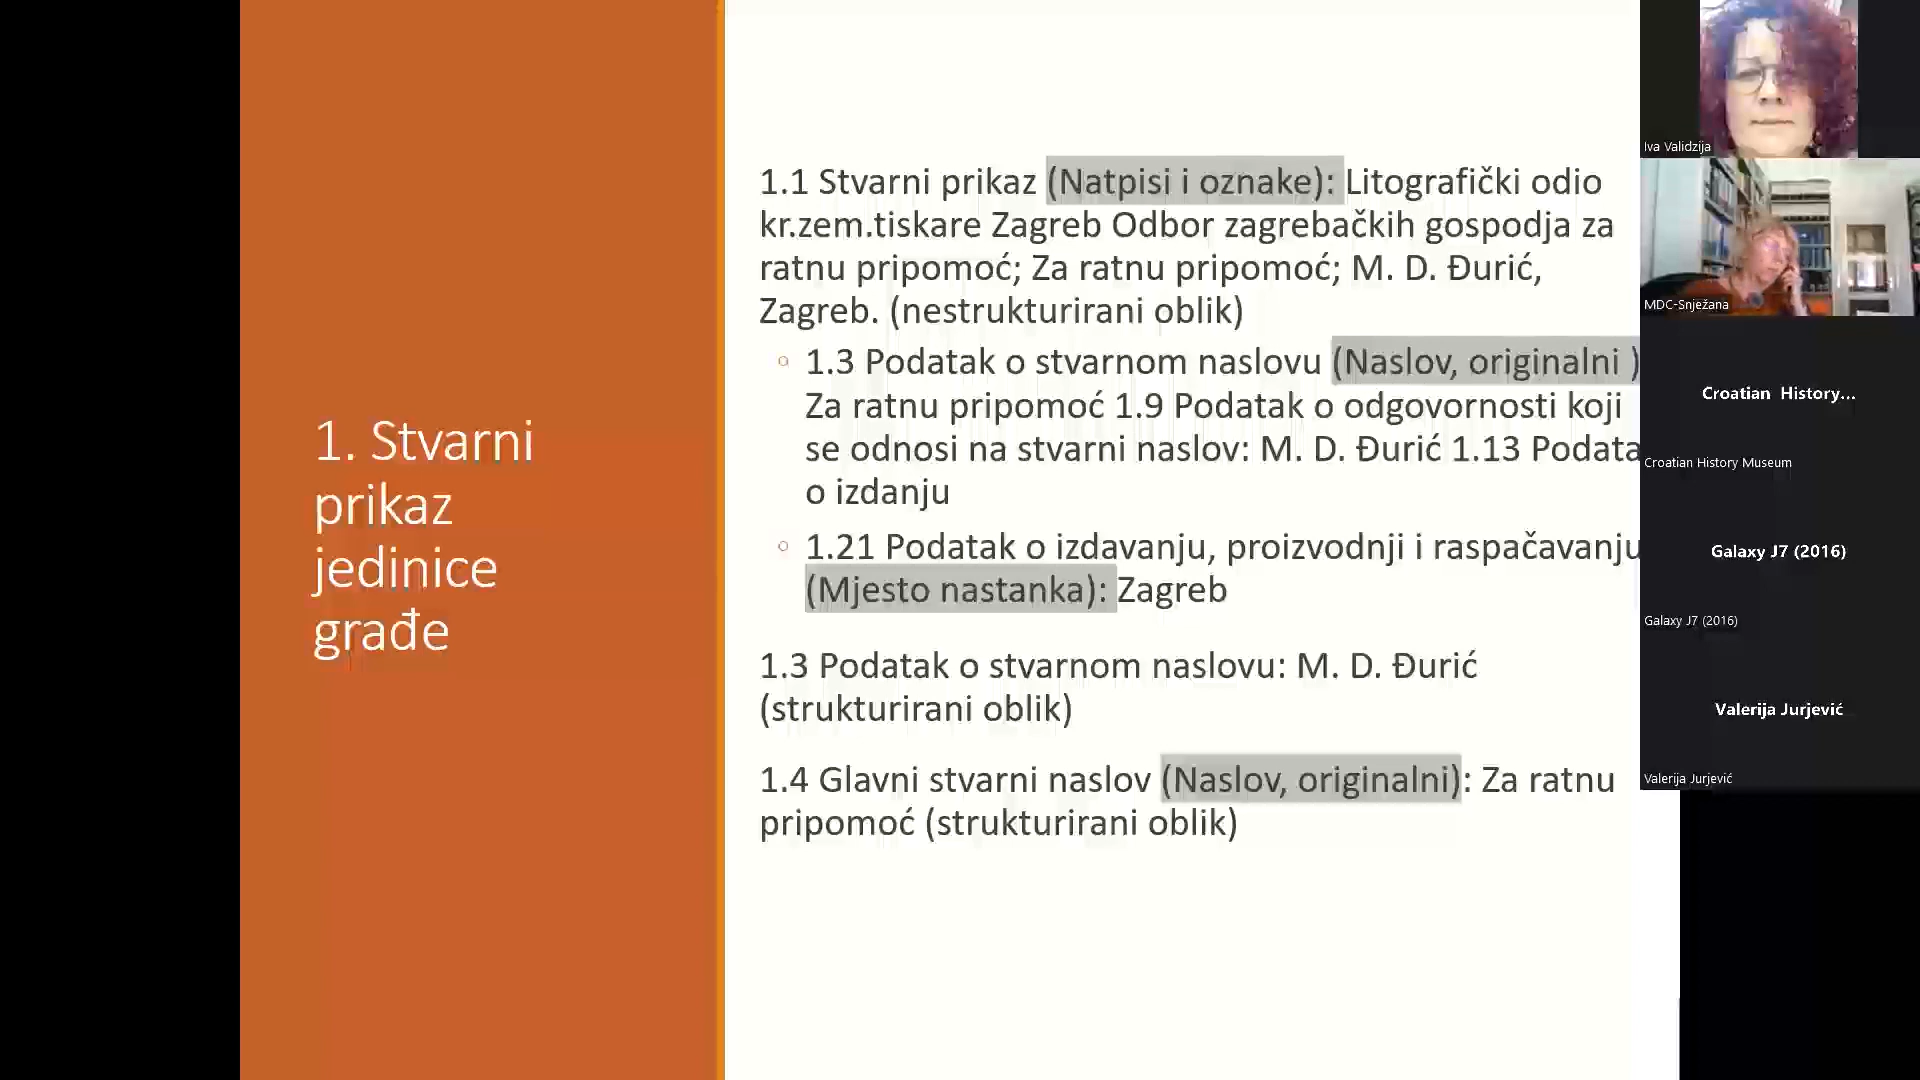 1. Stvarni
prikaz
jedinice
građe
1.1 Stvarni prikaz (Natpisi i oznake): Litografički odio
kr.zem.tiskare Zagreb Odbor zagrebačkih gospodja za
ratnu pripomoć; Za ratnu pripomoć; M. D. Đurić,
Zagreb. (nestrukturirani oblik)
1.3 Podatak o stvarnom naslovu (Naslov, originalni )
Za ratnu pripomoć 1.9 Podatak o odgovornosti koji
se odnosi na stvarni naslov: M. D. Đurić 1.13
o izdanju
1.21 Podatak o izdavanju, proizvodnji i raspačavanju
(Mjesto nastanka): Zagreb
1.3 Podatak o stvarnom naslovu: M. D. Đurić
(strukturirani oblik)
1.4 Glavni stvarni naslov (Naslov, originalni): Za ratnu
pripomoć (strukturirani oblik)
Iva Validzija
MDC-Snježana
Croatian History...
Croatian History Museum
Galaxy J7 (2016)
Galaxy J7 (2016)
Valerija Jurjević
Valerija Jurjević